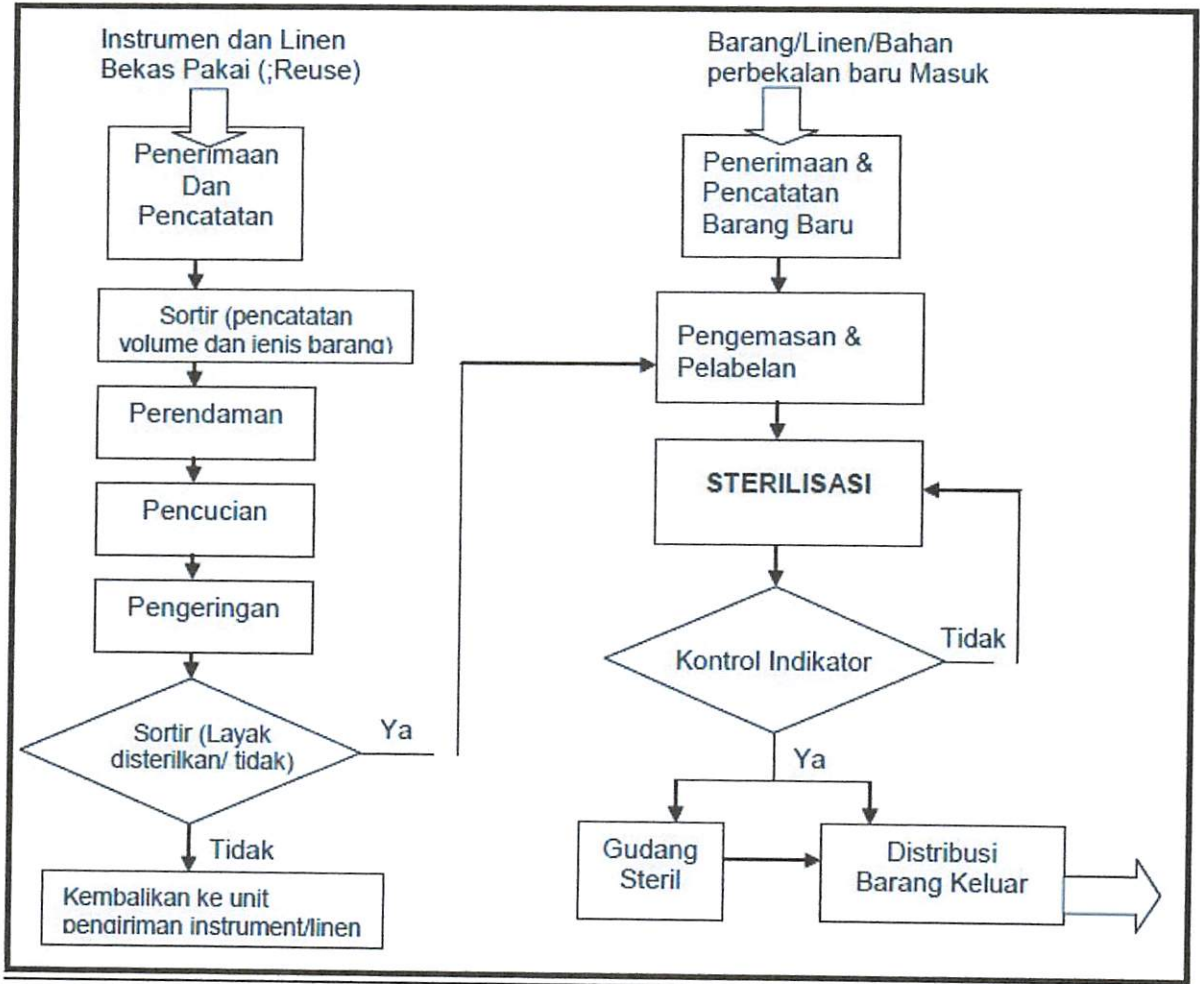 Instrumen dan Linen
Bekas Pakai (;Reuse)
Penerimaan
Dan
Pencatatan
Sortir (pencatatan
volume dan jenis barang)
Perendaman
Pencucian
Pengeringan
Sortir (Layak
disterilkan/ tidak)
Ya
Tidak
Kembalikan ke unit
pengiriman instrument/linen
Barang/Linen/Bahan
perbekalan baru Masuk
Penerimaan &
Pencatatan
Barang Baru
Pengemasan &
Pelabelan
STERILISASI
Kontrol Indikator
Tidak
Ya
Gudang
Steril
Distribusi
Barang Keluar